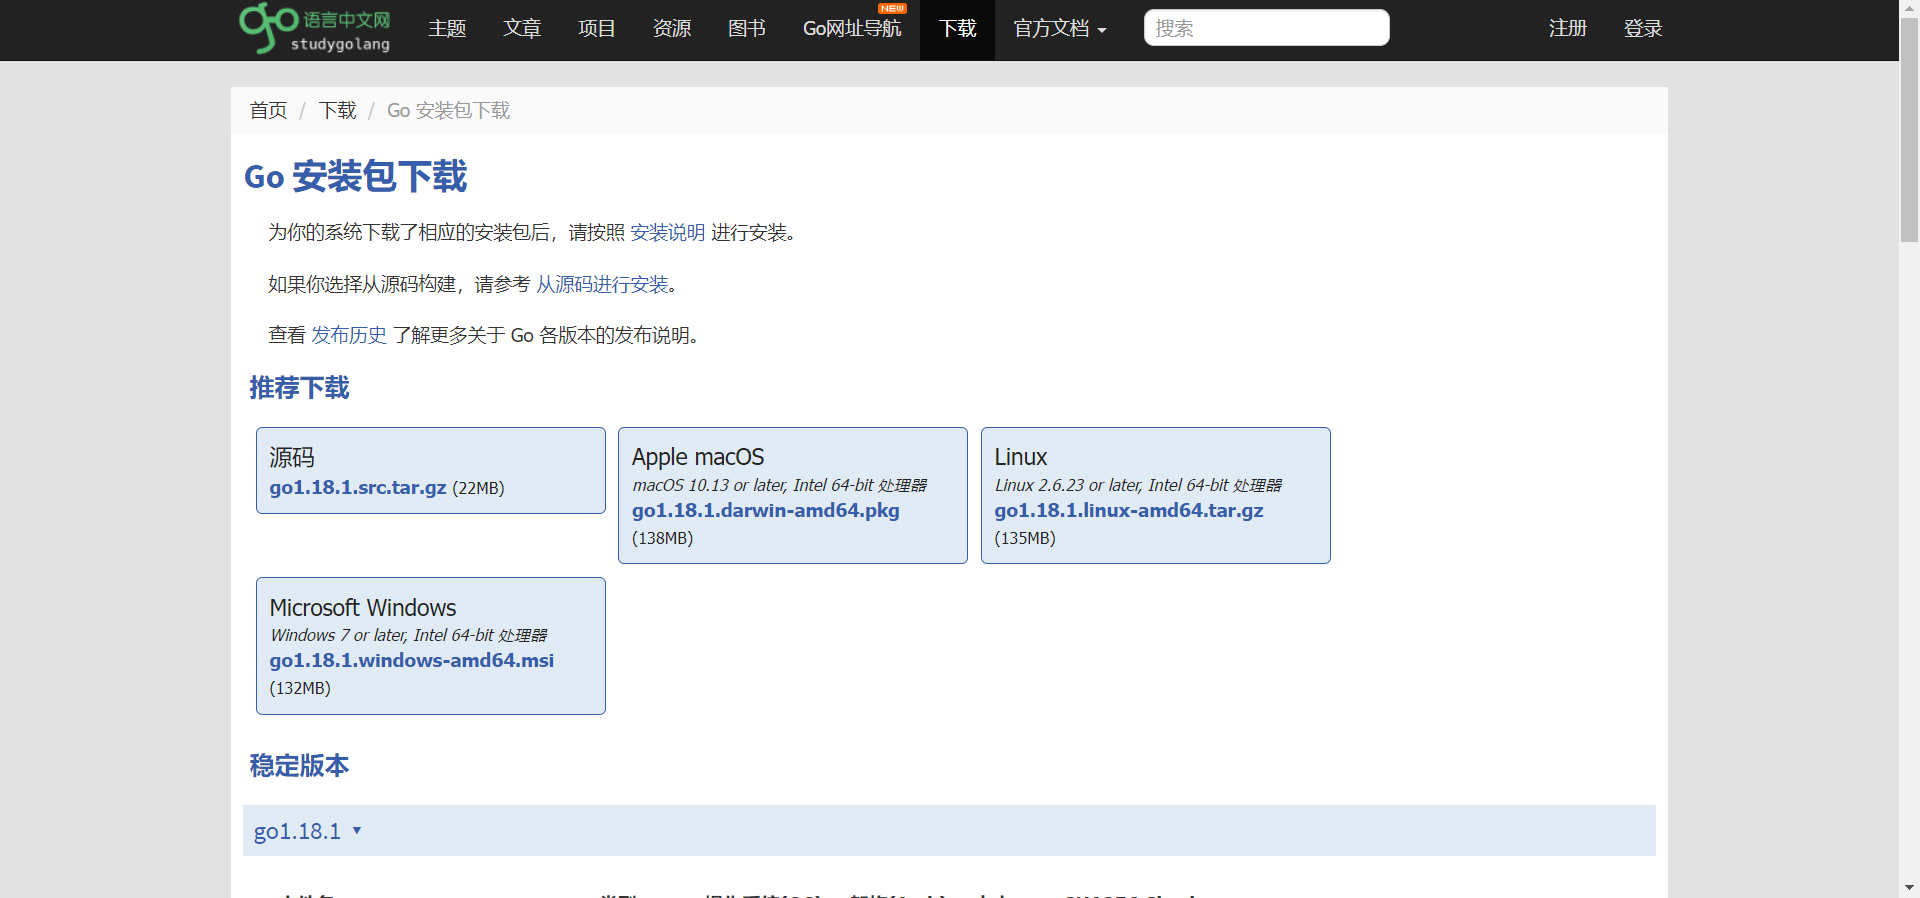 go语言中文网
studygolang
主题 文章 项目 资源 图书 Go网址导航 NEW 下载 官方文档 搜索 注册 登录
首页 / 下载 / Go 安装包下载
Go 安装包下载
为你的系统下载了相应的安装包后，请按照 安装说明 进行安装。
如果你选择从源码构建，请参考 从源码进行安装。
查看 发布历史 了解更多关于 Go 各版本的发布说明。
推荐下载
源码
go1.18.1.src.tar.gz (22MB)
Apple macOS
macOS 10.13 or later, Intel 64-bit 处理器
go1.18.1.darwin-amd64.pkg
(138MB)
Linux
Linux 2.6.23 or later, Intel 64-bit 处理器
go1.18.1.linux-amd64.tar.gz
(135MB)
Microsoft Windows
Windows 7 or later, Intel 64-bit 处理器
go1.18.1.windows-amd64.msi
(132MB)
稳定版本
go1.18.1 ▾